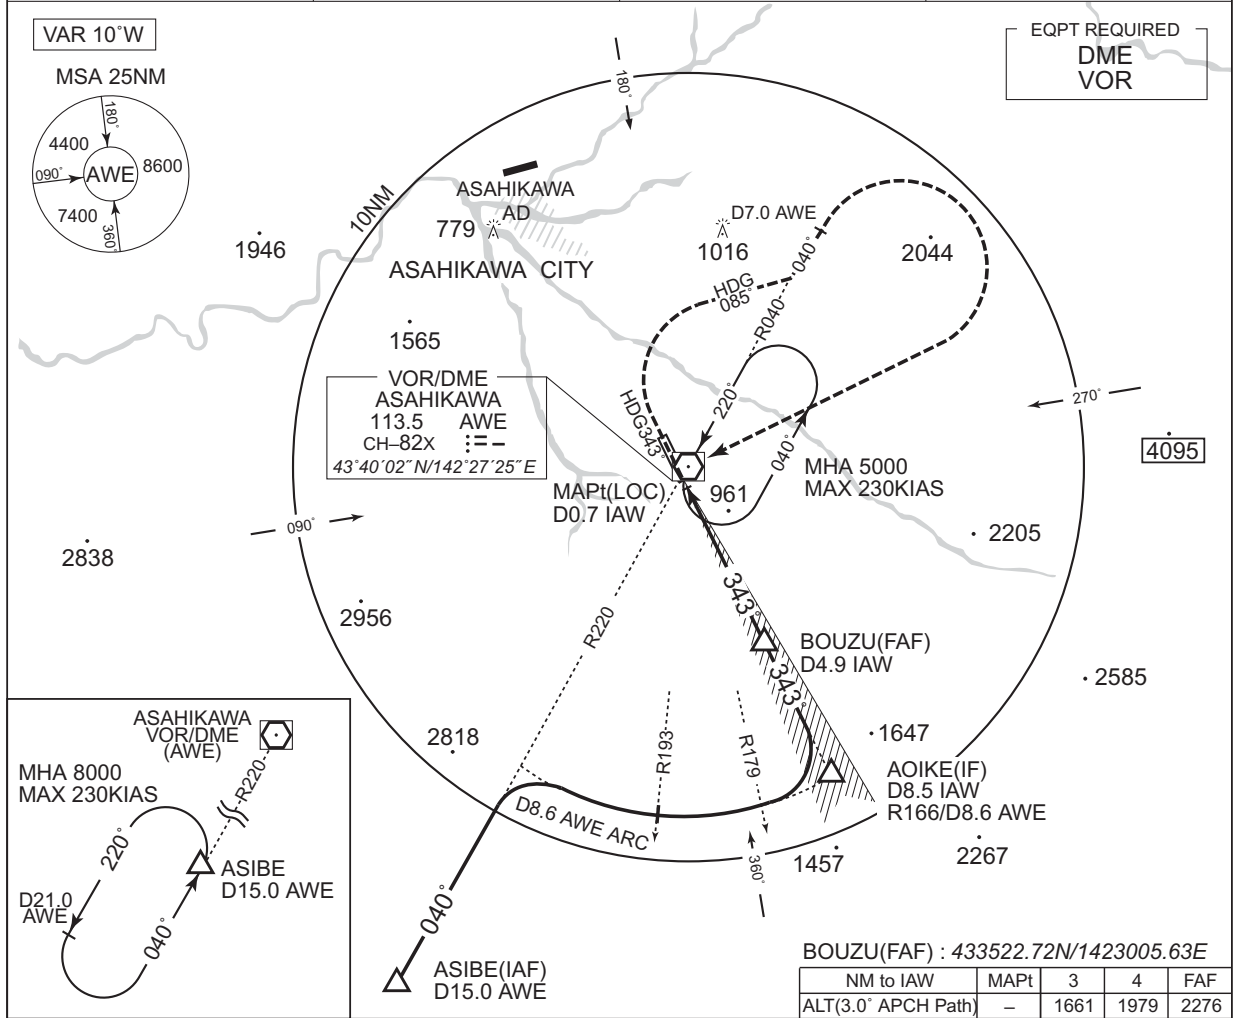 VAR 10˚W
MSA 25NM
180˚
4400
8600
090˚
AWE
7400
360˚
EQPT REQUIRED
DME
VOR
180˚
10NM
ASAHIKAWA
AD
779
ASAHIKAWA CITY
1946
1565
D7.0 AWE
1016
040˚
2044
HDG
085˚
R040
VOR/DME
ASAHIKAWA
113.5 AWE
CH–82X
43˚40´02˝N/142˚27´25˝E
HDG343˚
220˚
040˚
270˚
4095
MHA 5000
MAX 230KIAS
MAPt(LOC)
D0.7 IAW
961
090˚
2205
2838
2956
343˚
R220
BOUZU(FAF)
D4.9 IAW
343˚
2585
2818
R193
R179
1647
AOIKE(IF)
D8.5 IAW
R166/D8.6 AWE
D8.6 AWE ARC
360˚
1457
2267
040˚
ASIBE(IAF)
D15.0 AWE
ASAHIKAWA
VOR/DME
(AWE)
MHA 8000
MAX 230KIAS
R220
220˚
ASIBE
D15.0 AWE
D21.0
AWE
040˚
BOUZU(FAF) : 433522.72N/1423005.63E
NM to IAW MAPt 3 4 FAF
ALT(3.0˚ APCH Path) – 1661 1979 2276